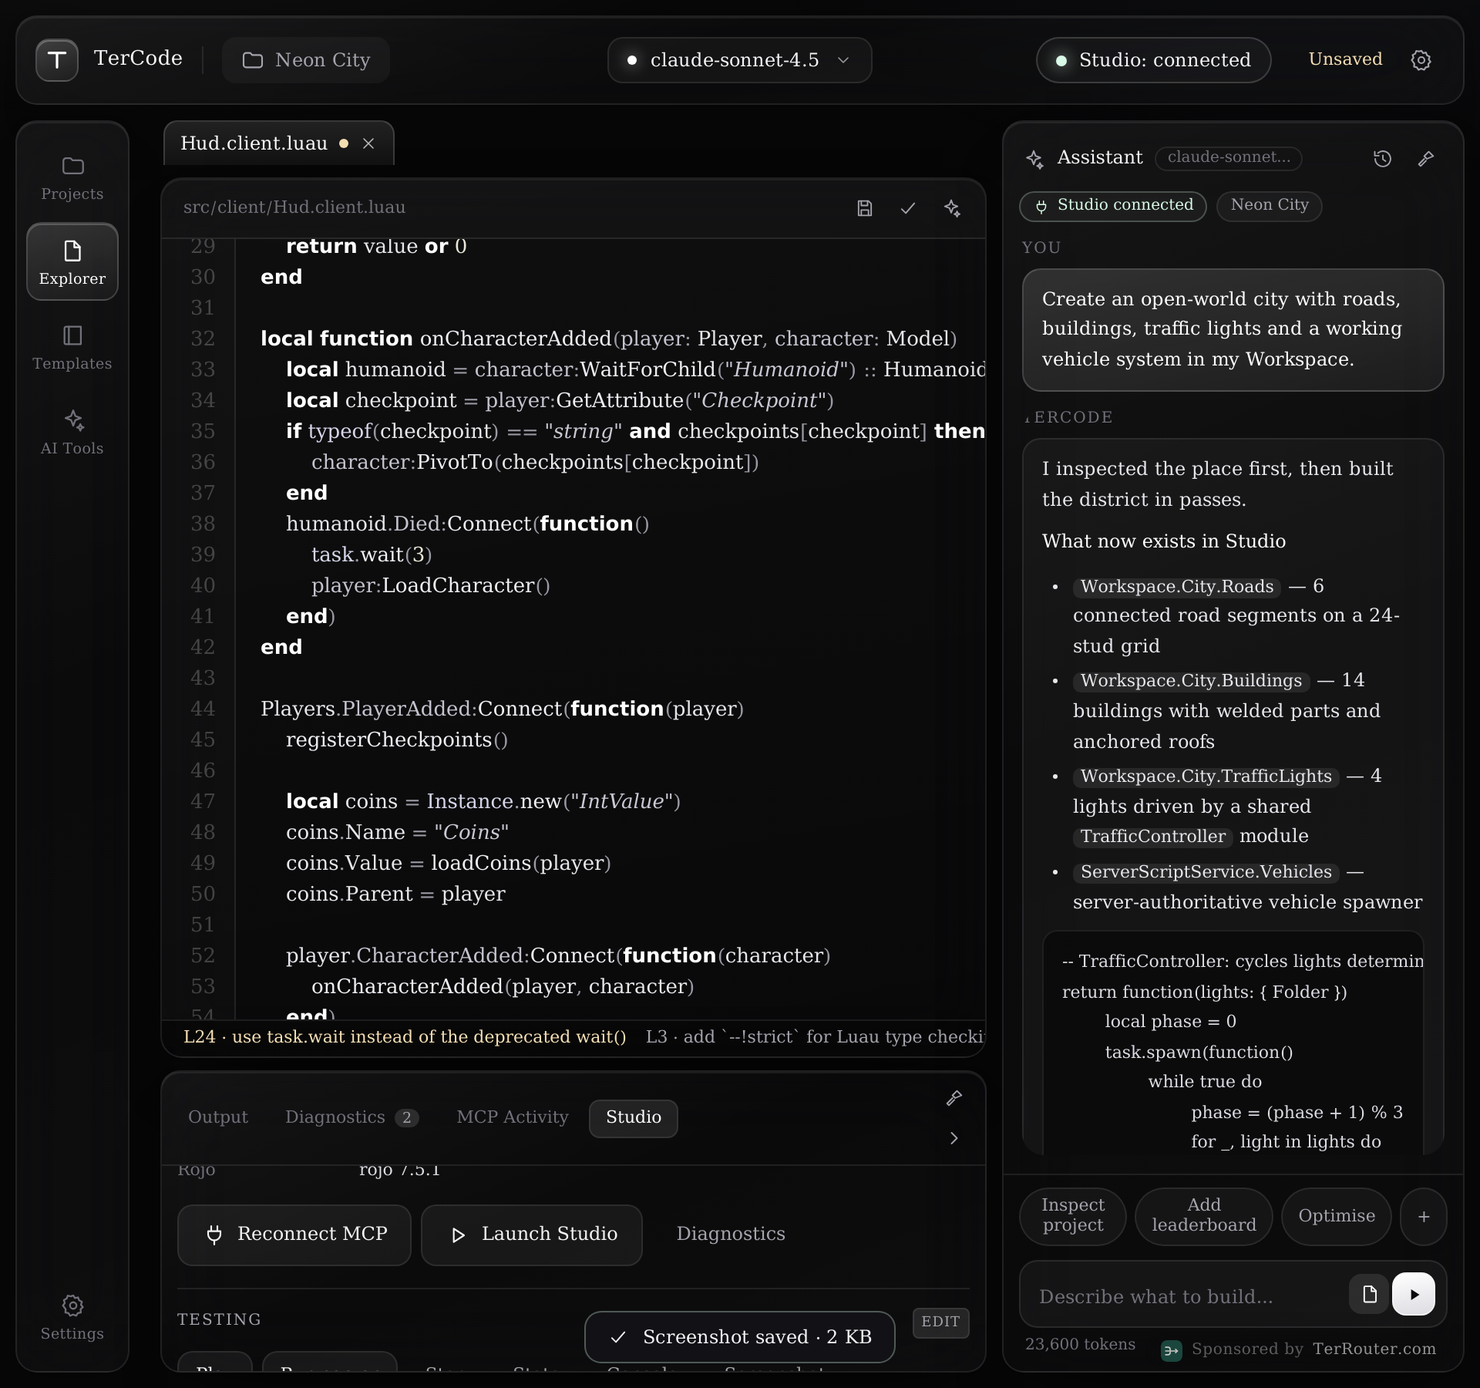 TerCode
Neon City
claude-sonnet-4.5
Studio: connected
Unsaved
Projects
Explorer
Templates
AI Tools
Settings
Hud.client.luau
src/client/Hud.client.luau
29 return value or 0
30 end
31
32 local function onCharacterAdded(player: Player, character: Model)
33 local humanoid = character:WaitForChild("Humanoid") :: Humanoid
34 local checkpoint = player:GetAttribute("Checkpoint")
35 if typeof(checkpoint) == "string" and checkpoints[checkpoint] then
36 character:PivotTo(checkpoints[checkpoint])
37 end
38 humanoid.Died:Connect(function()
39 task.wait(3)
40 player:LoadCharacter()
41 end)
42 end
43
44 Players.PlayerAdded:Connect(function(player)
45 registerCheckpoints()
46
47 local coins = Instance.new("IntValue")
48 coins.Name = "Coins"
49 coins.Value = loadCoins(player)
50 coins.Parent = player
51
52 player.CharacterAdded:Connect(function(character)
53 onCharacterAdded(player, character)
54 end)
L24 · use task.wait instead of the deprecated wait() L3 · add `--!strict` for Luau type checki
Output
Diagnostics 2
MCP Activity
Studio
Rojo rojo 7.5.1
Reconnect MCP
Launch Studio
Diagnostics
TESTING
EDIT
Screenshot saved · 2 KB
Stop
State
Console
Screenshot
Assistant
claude-sonnet...
Studio connected
Neon City
YOU
Create an open-world city with roads,
buildings, traffic lights and a working
vehicle system in my Workspace.
TERCODE
I inspected the place first, then built
the district in passes.
What now exists in Studio
• Workspace.City.Roads — 6
connected road segments on a 24-
stud grid
• Workspace.City.Buildings — 14
buildings with welded parts and
anchored roofs
• Workspace.City.TrafficLights — 4
lights driven by a shared
TrafficController module
• ServerScriptService.Vehicles —
server-authoritative vehicle spawner
-- TrafficController: cycles lights determin
return function(lights: { Folder })
local phase = 0
task.spawn(function()
while true do
phase = (phase + 1) % 3
for _, light in lights do
Inspect
project
Add
leaderboard
Optimise
+
Describe what to build...
23,600 tokens
Sponsored by TerRouter.com